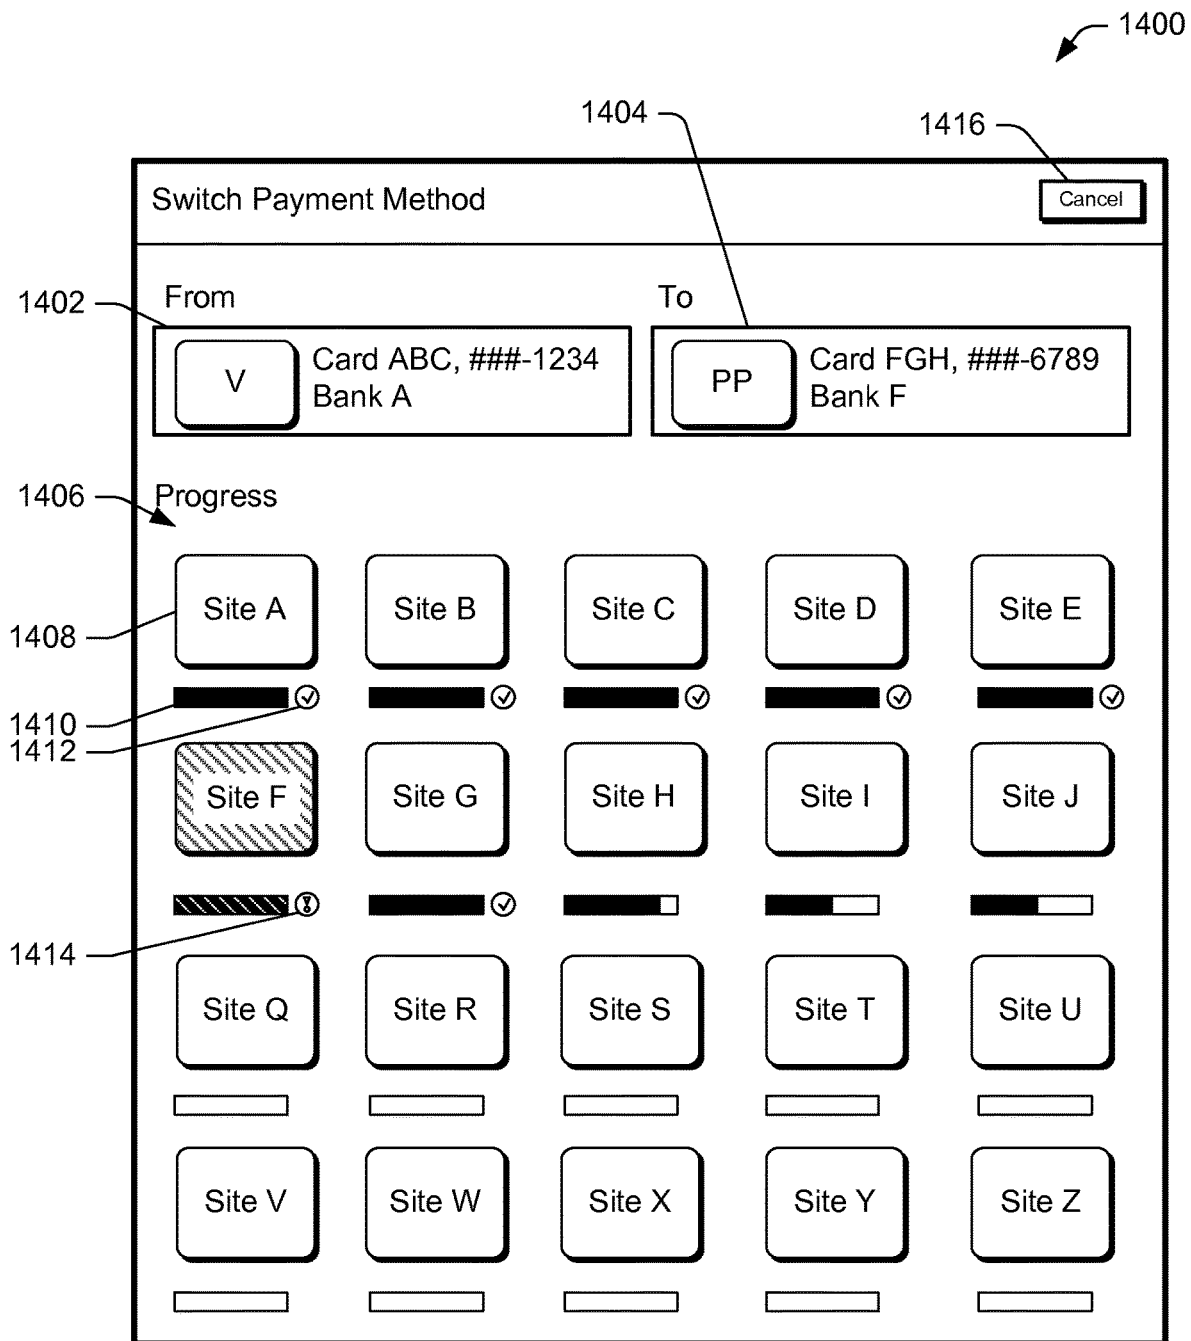 1400
1404
1416
Switch Payment Method
Cancel
1402
From
To
V
Card ABC, ###-1234
Bank A
PP
Card FGH, ###-6789
Bank F
1406
Progress
Site A
Site B
Site C
Site D
Site E
1408
1410
1412
Site F
Site G
Site H
Site I
Site J
1414
Site Q
Site R
Site S
Site T
Site U
Site V
Site W
Site X
Site Y
Site Z